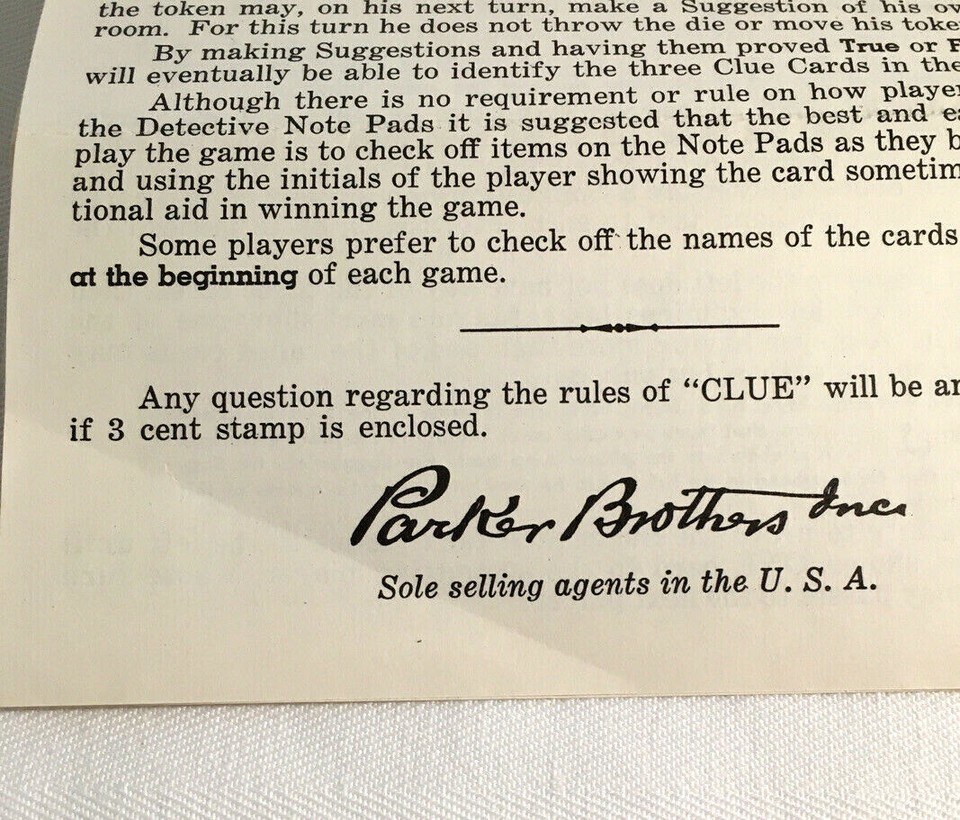 the token may, on his next turn, make a Suggestion of his
room. For this turn he does not throw the die or move his
By making Suggestions and having them proved True or
will eventually be able to identify the three Clue Cards in the
Although there is no requirement or rule on how
the Detective Note Pads it is suggested that the best and
play the game is to check off items on the Note Pads as they
and using the initials of the player showing the card
tional aid in winning the game.
Some players prefer to check off the names of the cards
at the beginning of each game.
Any question regarding the rules of “CLUE” will be
if 3 cent stamp is enclosed.
Parker Brothers Inc.
Sole selling agents in the U. S. A.